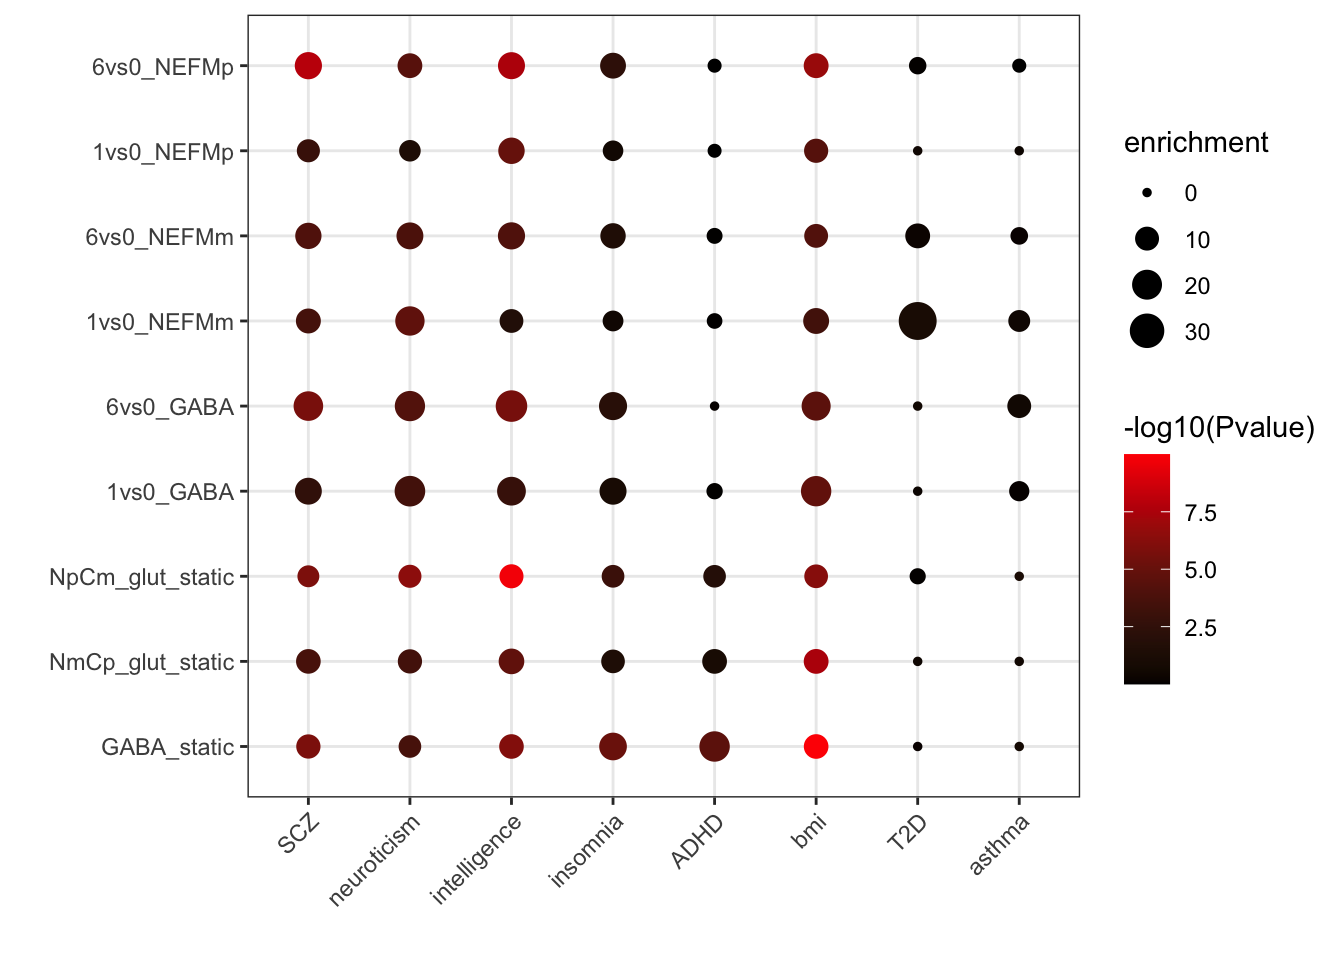 6vs0_NEFMp
1vs0_NEFMp
6vs0_NEFMm
1vs0_NEFMm
6vs0_GABA
1vs0_GABA
NpCm_glut_static
NmCp_glut_static
GABA_static
SCZ
neuroticism
intelligence
insomnia
ADHD
bmi
T2D
asthma
enrichment
0
10
20
30
-log10(Pvalue)
7.5
5.0
2.5